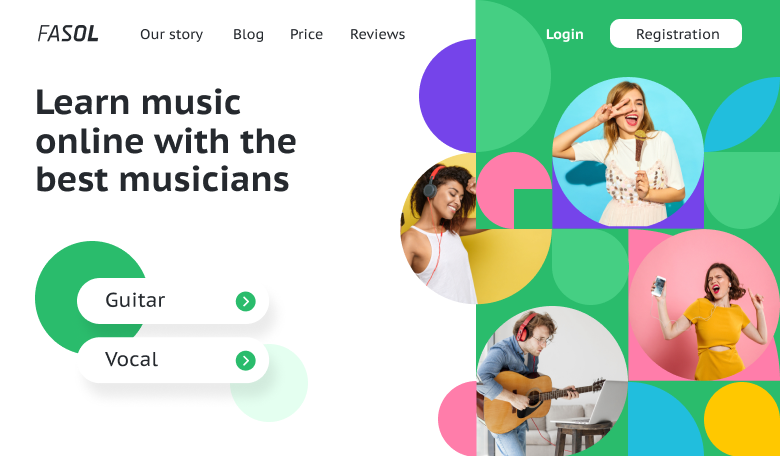 FASOL
Our story
Blog
Price
Reviews
Login
Registration
Learn music
online with the
best musicians
Guitar
Vocal